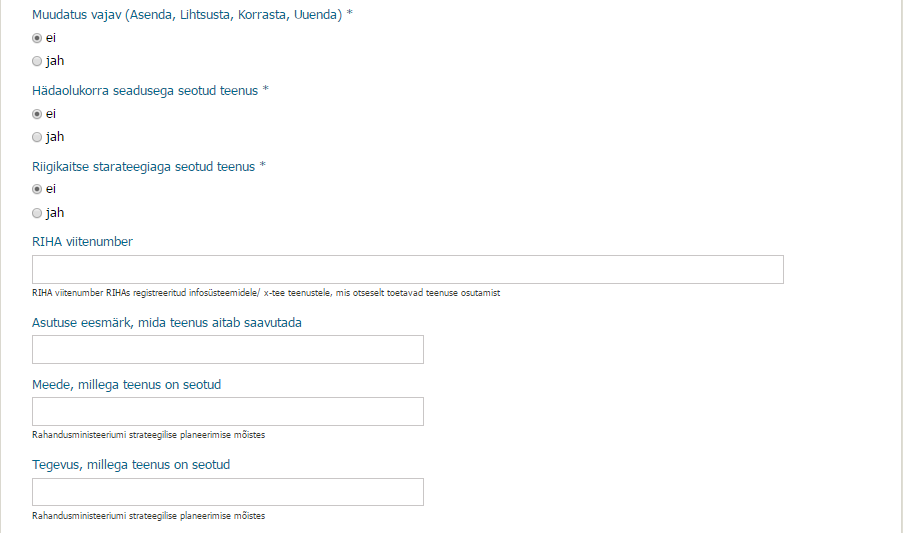 Muudatus vajav (Asenda, Lihtsusta, Korrasta, Uuenda) *
ei
jah
Hädaolukorra seadusega seotud teenus *
ei
jah
Riigikaitse starateegiaga seotud teenus *
ei
jah
RIHA viitenumber
RIHA viitenumber RIHAs registreeritud infosüsteemidele/ x-tee teenustele, mis otseselt toetavad teenuse osutamist
Asutuse eesmärk, mida teenus aitab saavutada
Meede, millega teenus on seotud
Rahandusministeeriumi strateegilise planeerimise mõistes
Tegevus, millega teenus on seotud
Rahandusministeeriumi strateegilise planeerimise mõistes